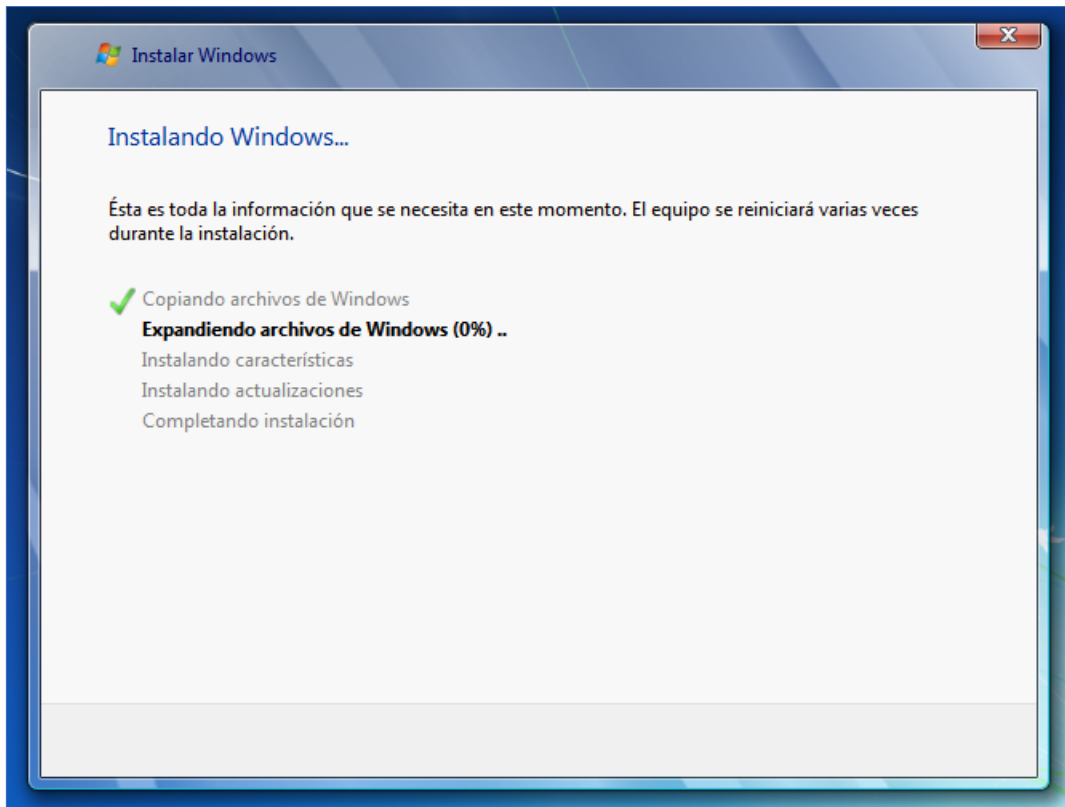 Instalar Windows
Instalando Windows...
Ésta es toda la información que se necesita en este momento. El equipo se reiniciará varias veces
durante la instalación.
Copiando archivos de Windows
Expandiendo archivos de Windows (0%) ..
Instalando características
Instalando actualizaciones
Completando instalación